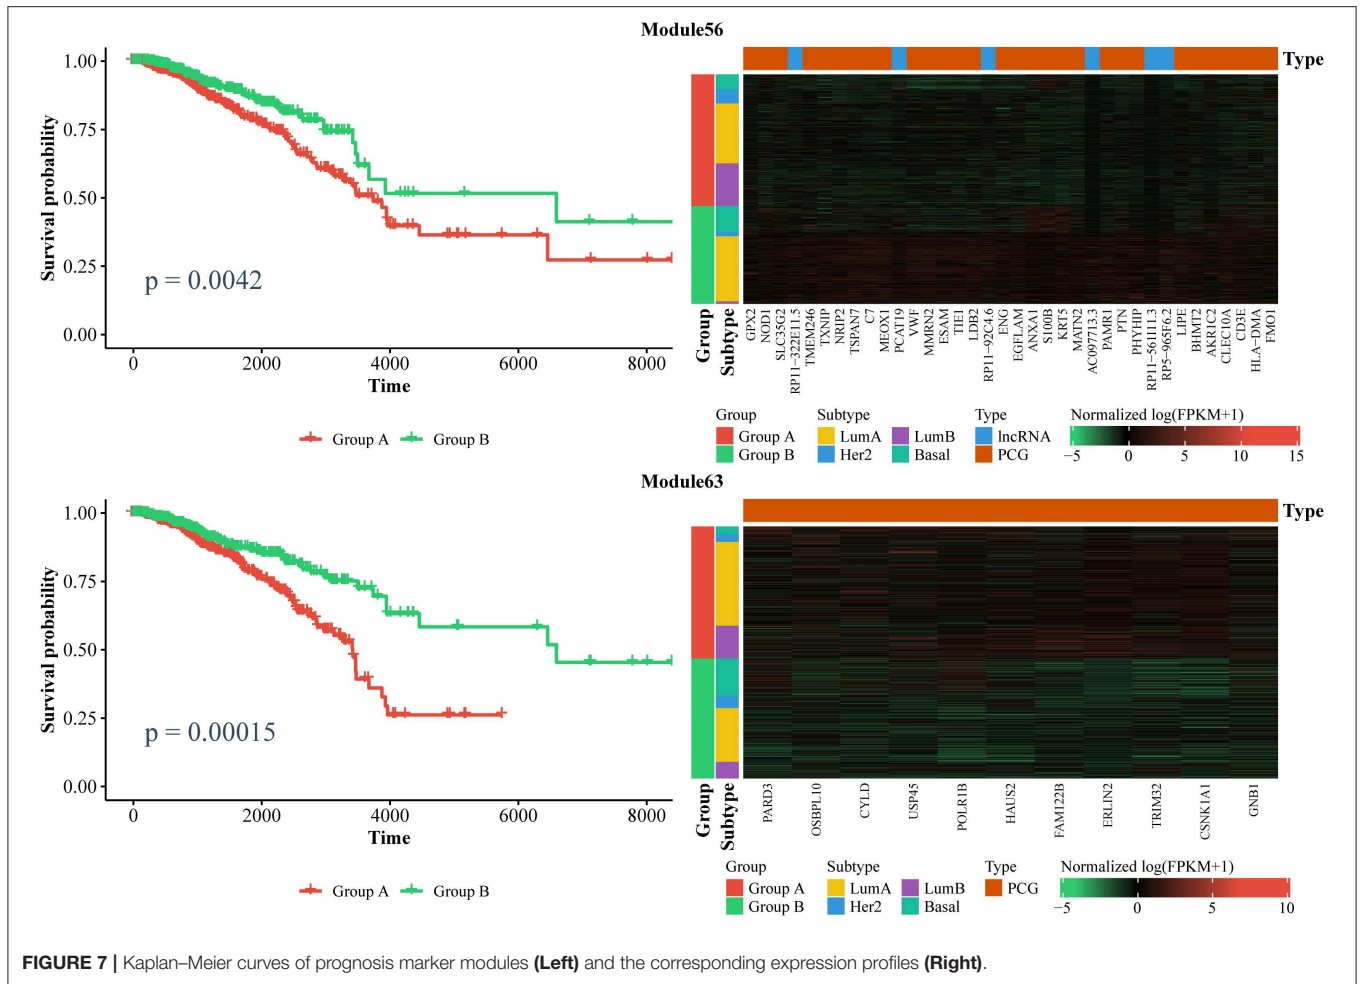 Module56
Survival probability
1.00
0.75
0.50
0.25
0.00
p = 0.0042
0 2000 4000 6000 8000
Time
Group A Group B
Type
Group
Subtype
GPX2
NOD1
SLC35G2
RP11-322E11.5
TMEM246
TXNIP
NRIP2
TSPAN7
C7
MEOX1
PCAT19
VWF
MMRN2
ESAM
TIE1
LDB2
RP11-92C4.6
ENG
EGFLAM
ANXA1
S100B
KRT5
MATN2
AC097713.3
PAMR1
PTN
PHYHIP
RP11-561I11.3
RP5-965F6.2
LIPE
BHMT2
AKR1C2
CLEC10A
CD3E
HLA-DMA
FMO1
Group Subtype Type Normalized log(FPKM+1)
Group A LumA LumB lncRNA
Group B Her2 Basal PCG
−5 0 5 10 15
Module63
Survival probability
1.00
0.75
0.50
0.25
0.00
p = 0.00015
0 2000 4000 6000 8000
Time
Group A Group B
Type
Group
Subtype
PARD3
OSBPL10
CYLD
USP45
POLR1B
HAUS2
FAM122B
ERLIN2
TRIM32
CSNK1A1
GNB1
Group Subtype Type Normalized log(FPKM+1)
Group A LumA LumB PCG
Group B Her2 Basal
−5 0 5 10
FIGURE 7 | Kaplan–Meier curves of prognosis marker modules (Left) and the corresponding expression profiles (Right).